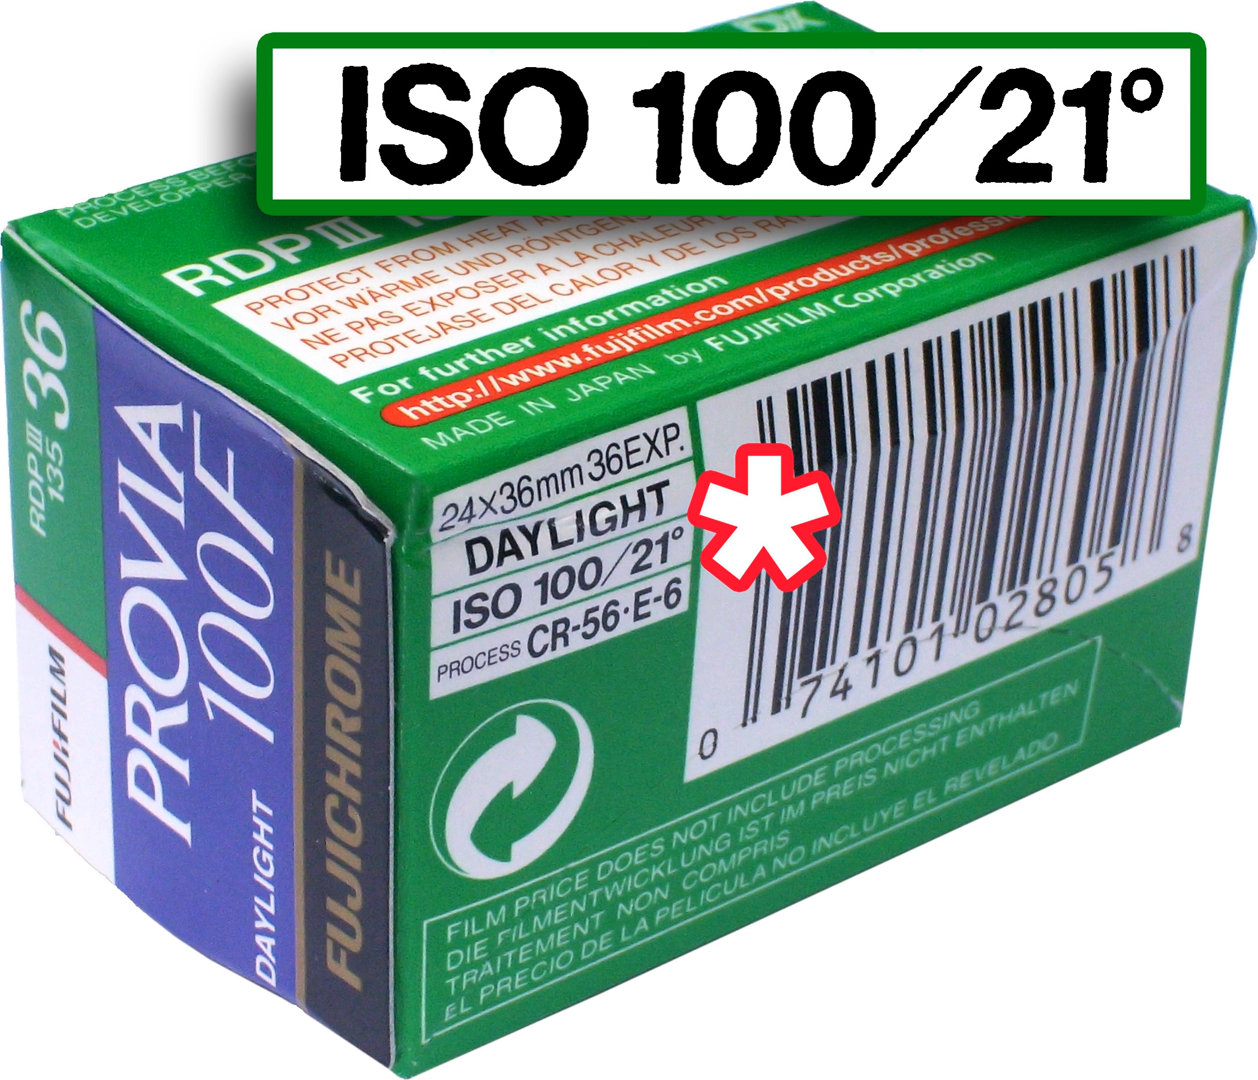 DX
ISO 100/21°
PROCESS BEFO
DEVELOPPER
RDP III
PROTECT FROM HEAT AN
VOR WÄRME UND RÖNTGEN
NE PAS EXPOSER A LA CHALEUR
PROTEJASE DEL CALOR Y DE LOS RA
For further information
http://www.fujifilm.com/products/professi
MADE IN JAPAN by FUJIFILM Corporation
RDP III
135
36
FUJIFILM
PROVIA
100F
DAYLIGHT
FUJICHROME
24×36mm 36EXP.
DAYLIGHT
ISO 100/21°
PROCESS CR-56·E-6
*
0 74101 02805 8
FILM PRICE DOES NOT INCLUDE PROCESSING
DIE FILMENTWICKLUNG IST IM PREIS NICHT ENTHALTEN
TRAITEMENT NON COMPRIS
EL PRECIO DE LA PELICULA NO INCLUYE EL REVELADO